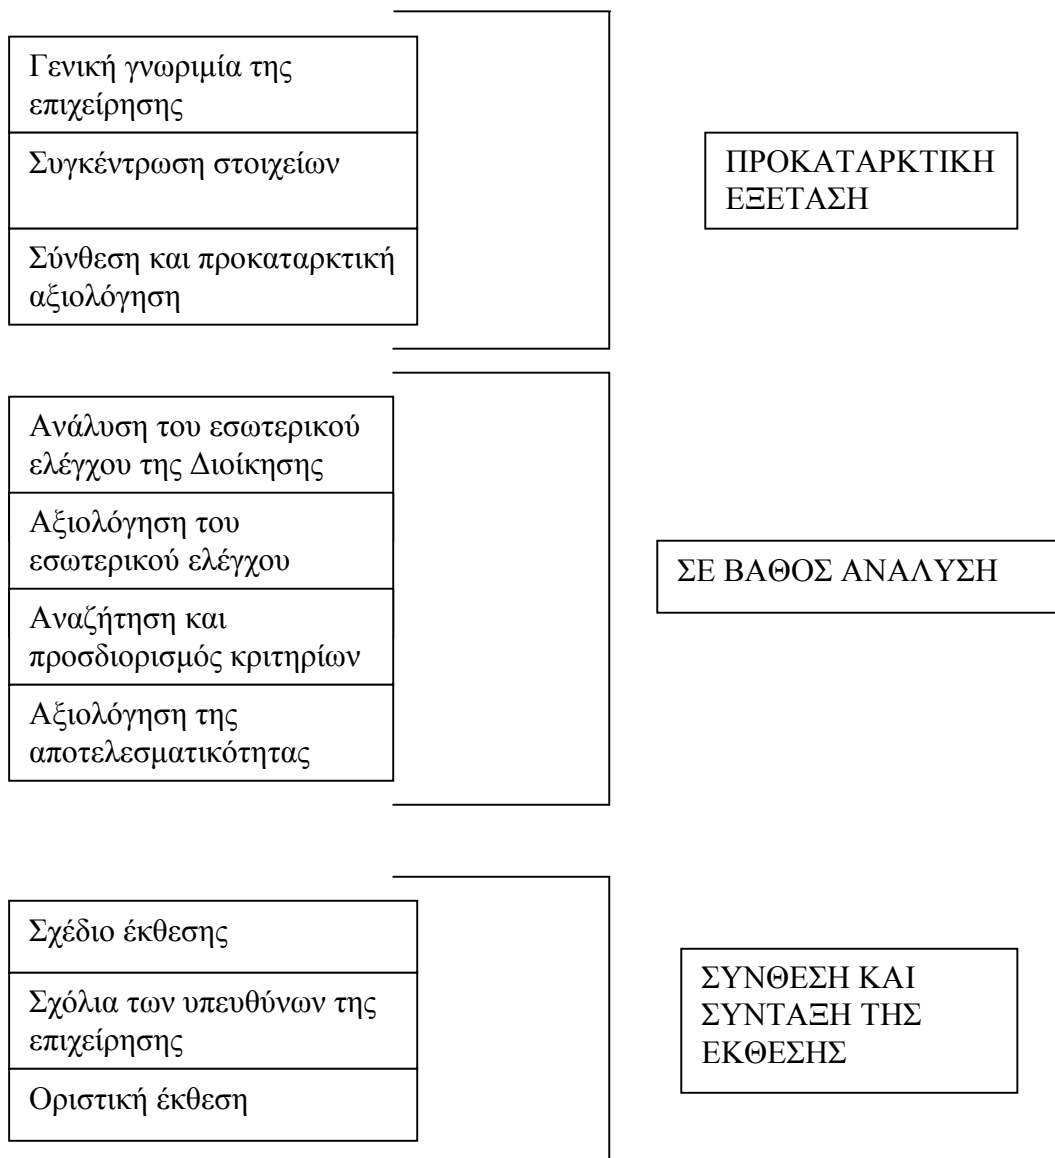 Γενική γνωριμία της
επιχείρησης
Συγκέντρωση στοιχείων
Σύνθεση και προκαταρκτική
αξιολόγηση
ΠΡΟΚΑΤΑΡΚΤΙΚΗ
ΕΞΕΤΑΣΗ
Ανάλυση του εσωτερικού
ελέγχου της Διοίκησης
Αξιολόγηση του
εσωτερικού ελέγχου
Αναζήτηση και
προσδιορισμός κριτηρίων
Αξιολόγηση της
αποτελεσματικότητας
ΣΕ ΒΑΘΟΣ ΑΝΑΛΥΣΗ
Σχέδιο έκθεσης
Σχόλια των υπευθύνων της
επιχείρησης
Οριστική έκθεση
ΣΥΝΘΕΣΗ ΚΑΙ
ΣΥΝΤΑΞΗ ΤΗΣ
ΕΚΘΕΣΗΣ